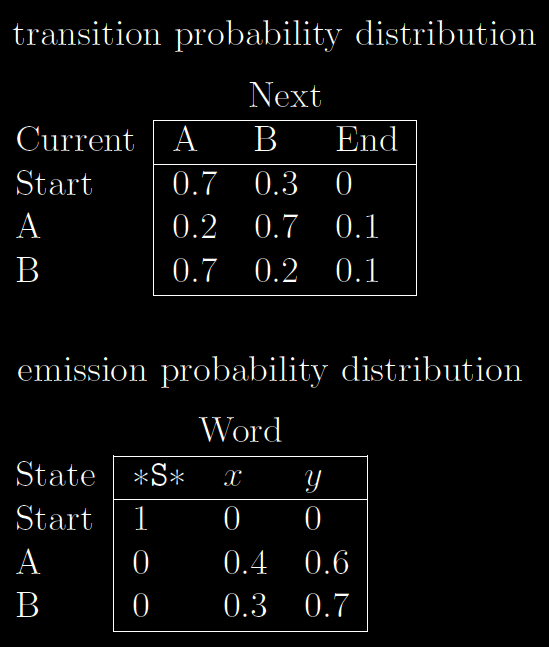 transition probability distribution
Next
Current A B End
Start 0.7 0.3 0
A 0.2 0.7 0.1
B 0.7 0.2 0.1
emission probability distribution
Word
State *S* x y
Start 1 0 0
A 0 0.4 0.6
B 0 0.3 0.7